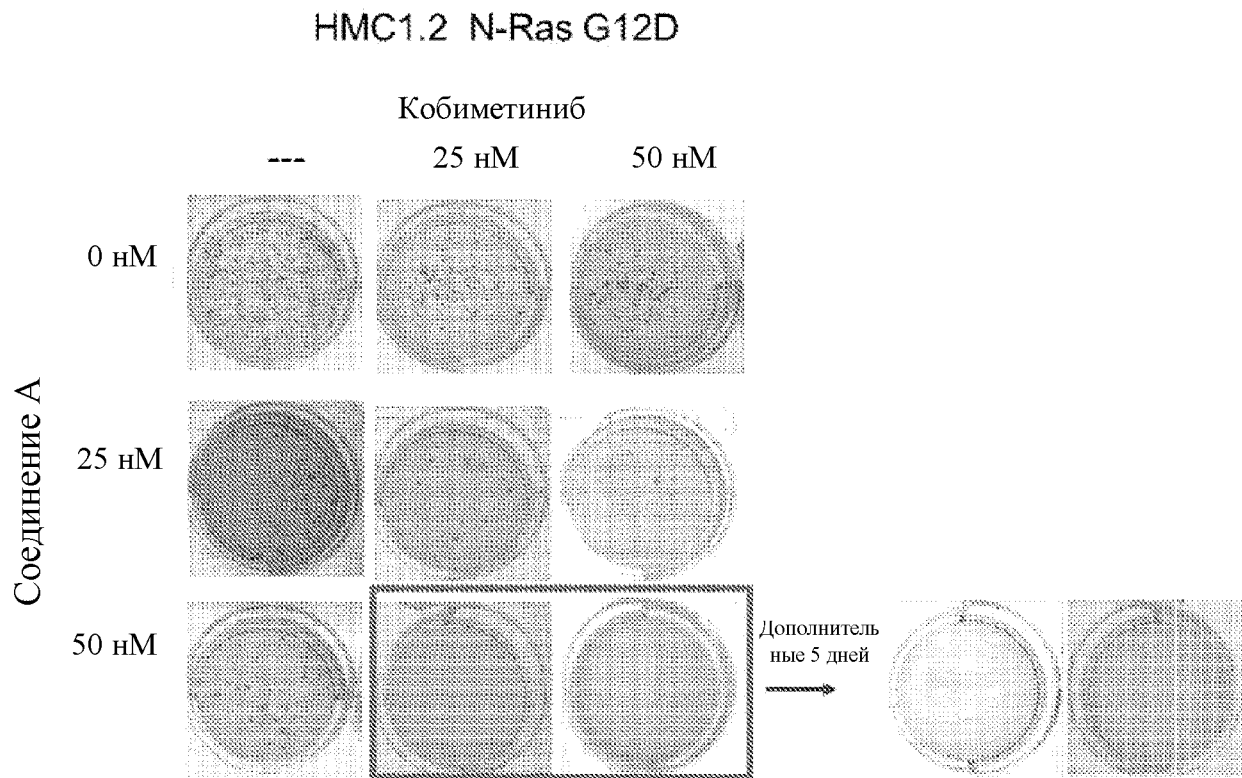 HMC1.2 N-Ras G12D
Кобиметиниб
---
25 нМ
50 нМ
0 нМ
25 нМ
50 нМ
Соединение А
Дополнитель
ные 5 дней